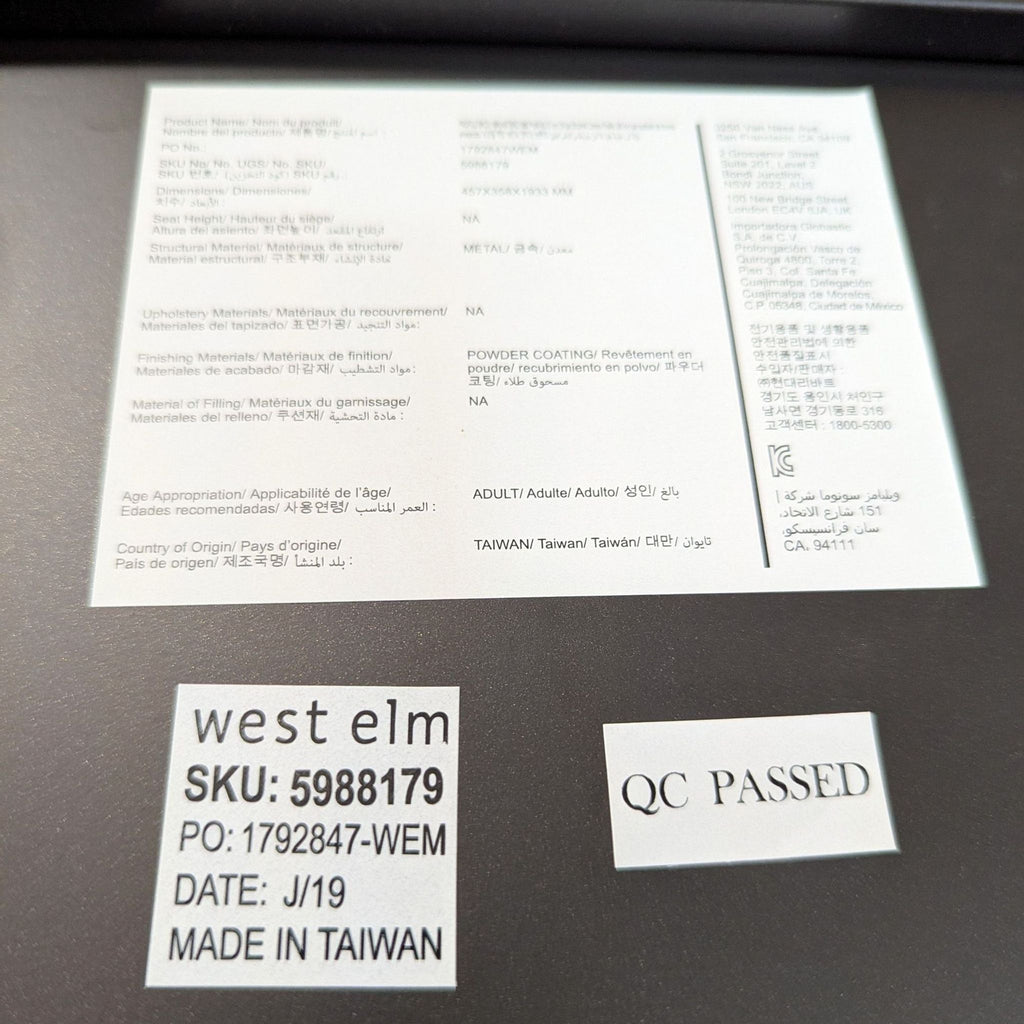 Product Name/ Nom du produit/
Nombre del producto/ 제품명/ اسم المنتج:
PO No.: 1792847-WEM
SKU No/ No. UGS/ No. SKU/ 5988179
SKU 번호/ رقم SKU (كود التخزين):
Dimensions/ Dimensiones/ 457X358X1933 MM
치수/ الأبعاد:
Seat Height/ Hauteur du siège/ NA
Altura del asiento/ 좌면높이/ ارتفاع المقعد
Structural Material/ Matériaux de structure/ METAL/ 금속/ معدن
Material estructural/ 구조부재/ مادة الإنشاء
Upholstery Materials/ Matériaux du recouvrement/ NA
Materiales del tapizado/ 표면가공/ مواد التنجيد:
Finishing Materials/ Matériaux de finition/ POWDER COATING/ Revêtement en
Materiales de acabado/ 마감재/ مواد التشطيب: poudre/ recubrimiento en polvo/ 파우더
코팅/ مسحوق طلاء
Material of Filling/ Matériaux du garnissage/ NA
Materiales del relleno/ 쿠션재/ مادة التحشية:
Age Appropriation/ Applicabilité de l'âge/ ADULT/ Adulte/ Adulto/ 성인/ بالغ
Edades recomendadas/ 사용연령/ العمر المناسب:
Country of Origin/ Pays d'origine/ TAIWAN/ Taiwan/ Taiwán/ 대만/ تايوان
Pais de origen/ 제조국명/ بلد المنشأ:
3250 Van Ness Ave
San Francisco, CA 94109
2 Grosvenor Street
Suite 201, Level 2
Bondi Junction,
NSW 2022, AUS
100 New Bridge Street
London EC4V 6JA, UK
Importadora Globastic
S.A. de C.V.
Prolongación Vasco de
Quiroga 4800, Torre 2,
Piso 3, Col. Santa Fe
Cuajimalpa, Delegación
Cuajimalpa de Morelos,
C.P. 05348, Ciudad de México
전기용품 및 생활용품
안전관리법에 의한
안전품질표시
수입자/판매자 :
㈜현대리바트
경기도 용인시 처인구
남사면 경기동로 316
고객센터 : 1800-5300
KC
ويليامز سونوما شركة |
151 شارع الاتحاد،
سان فرانسيسكو،
CA، 94111
west elm
SKU: 5988179
PO: 1792847-WEM
DATE: J/19
MADE IN TAIWAN
QC PASSED